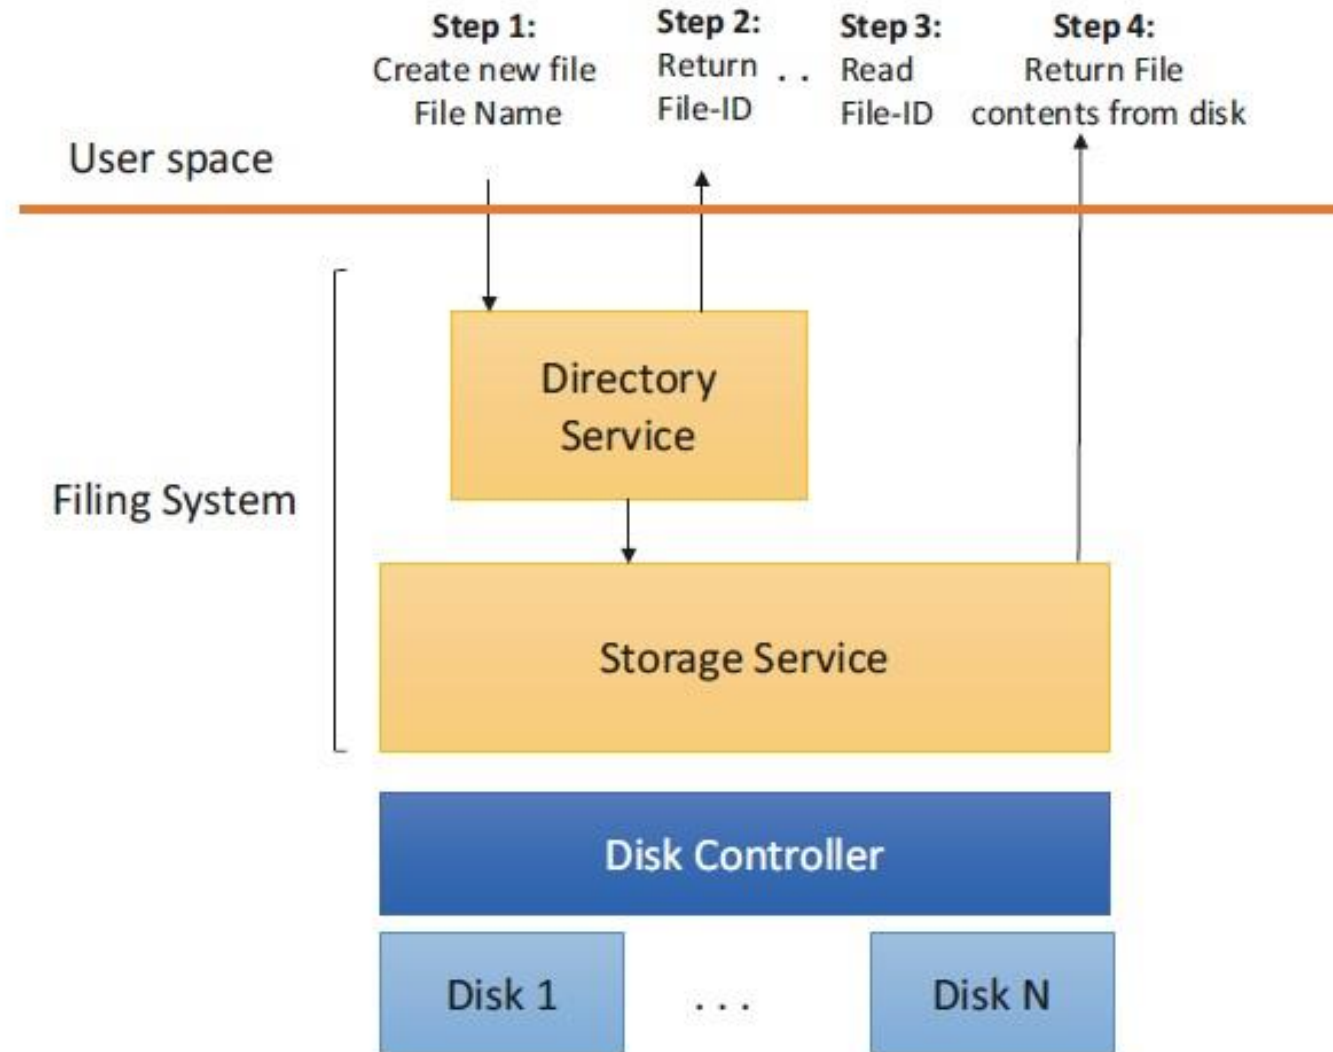 Step 1:
Create new file
File Name
Step 2:
Return
File-ID
. .
Step 3:
Read
File-ID
Step 4:
Return File
contents from disk
User space
Directory
Service
Filing System
Storage Service
Disk Controller
Disk 1
. . .
Disk N